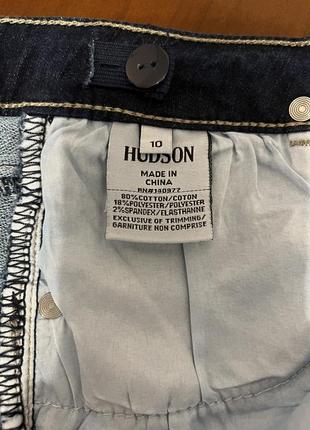 10
HUDSON
MADE IN
CHINA
RN#140977
80%COTTON/COTON
18%POLYESTER/POLYESTER
2%SPANDEX/ELASTHANNE
EXCLUSIVE OF TRIMMING/
GARNITURE NON COMPRISE